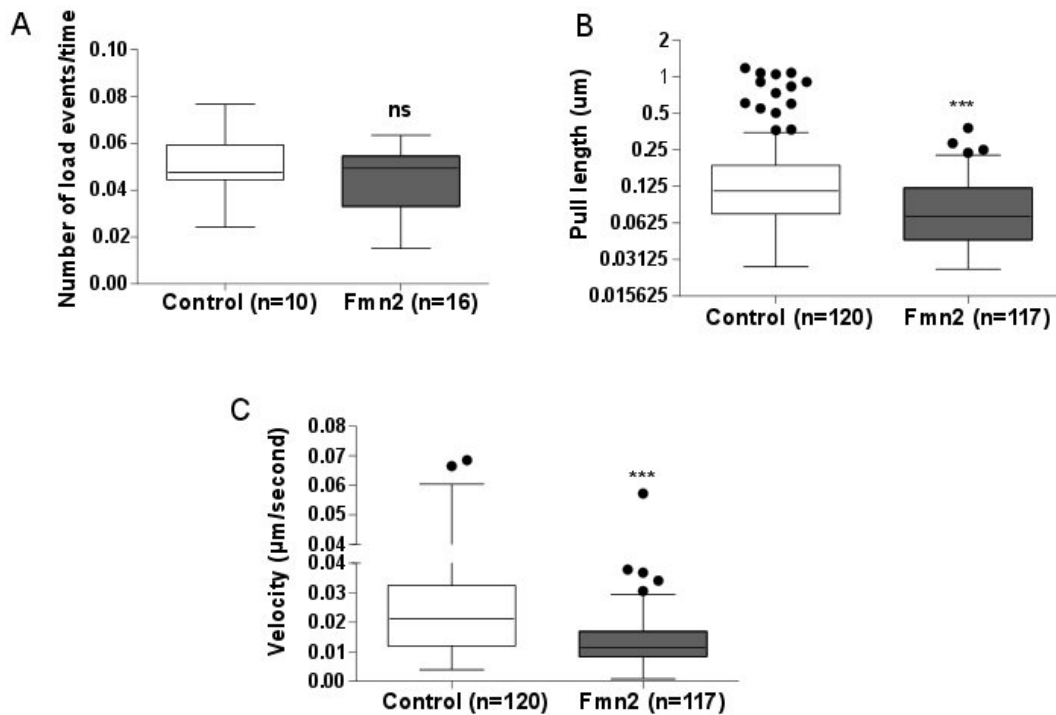 A
Number of load events/time
0.10
0.08
0.06
0.04
0.02
0.00
ns
Control (n=10)
Fmn2 (n=16)
B
Pull length (um)
2
1
0.5
0.25
0.125
0.0625
0.03125
0.015625
***
Control (n=120)
Fmn2 (n=117)
C
Velocity (µm/second)
0.08
0.07
0.06
0.05
0.04
0.04
0.03
0.02
0.01
0.00
***
Control (n=120)
Fmn2 (n=117)